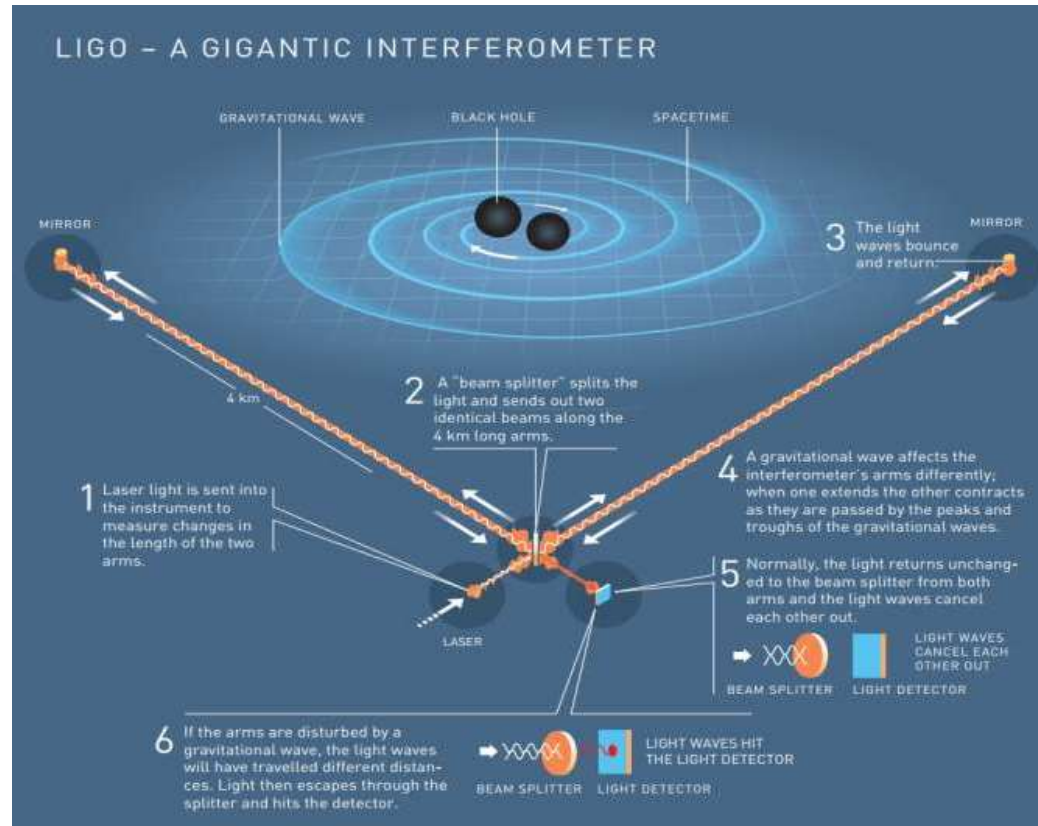 LIGO – A GIGANTIC INTERFEROMETER
GRAVITATIONAL WAVE
BLACK HOLE
SPACETIME
MIRROR
MIRROR
3 The light
waves bounce
and return.
4 km
2 A "beam splitter" splits the
light and sends out two
identical beams along the
4 km long arms.
1 Laser light is sent into
the instrument to
measure changes in
the length of the two
arms.
4 A gravitational wave affects the
interferometer's arms differently;
when one extends the other contracts
as they are passed by the peaks and
troughs of the gravitational waves.
5 Normally, the light returns unchang-
ed to the beam splitter from both
arms and the light waves cancel
each other out.
LASER
LIGHT WAVES
CANCEL EACH
OTHER OUT
BEAM SPLITTER
LIGHT DETECTOR
6 If the arms are disturbed by a
gravitational wave, the light waves
will have travelled different distan-
ces. Light then escapes through the
splitter and hits the detector.
LIGHT WAVES HIT
THE LIGHT DETECTOR
BEAM SPLITTER
LIGHT DETECTOR